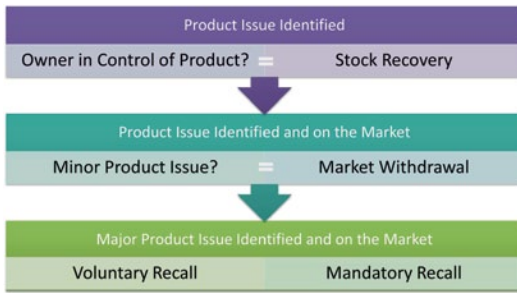 Product Issue Identified
Owner in Control of Product? = Stock Recovery
Product Issue Identified and on the Market
Minor Product Issue? = Market Withdrawal
Major Product Issue Identified and on the Market
Voluntary Recall Mandatory Recall